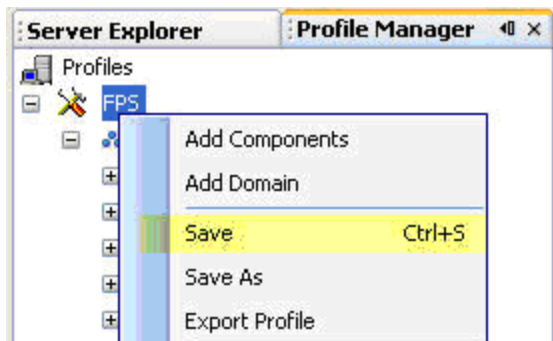 Server Explorer Profile Manager
Profiles
FPS
Add Components
Add Domain
Save Ctrl+S
Save As
Export Profile